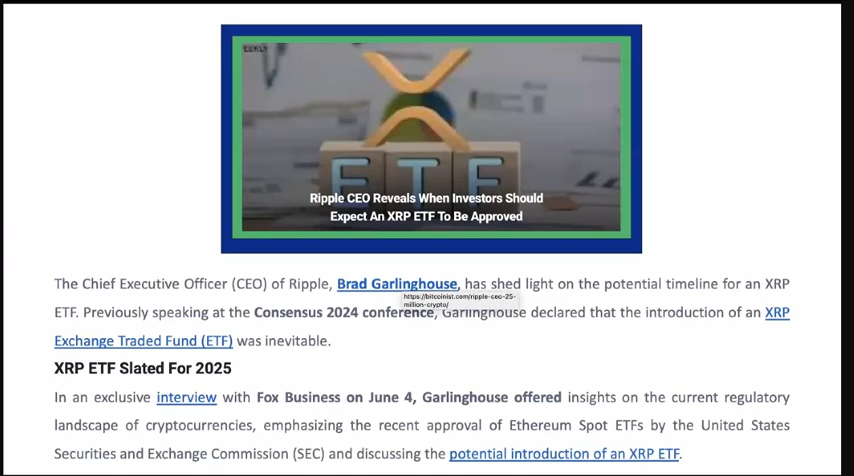 EEKLY
ETF
Ripple CEO Reveals When Investors Should
Expect An XRP ETF To Be Approved
The Chief Executive Officer (CEO) of Ripple, Brad Garlinghouse, has shed light on the potential timeline for an XRP
https://bitcoinist.com/ripple-ceo-25-
million-crypto/
ETF. Previously speaking at the Consensus 2024 conference, Garlinghouse declared that the introduction of an XRP
Exchange Traded Fund (ETF) was inevitable.
XRP ETF Slated For 2025
In an exclusive interview with Fox Business on June 4, Garlinghouse offered insights on the current regulatory
landscape of cryptocurrencies, emphasizing the recent approval of Ethereum Spot ETFs by the United States
Securities and Exchange Commission (SEC) and discussing the potential introduction of an XRP ETF.